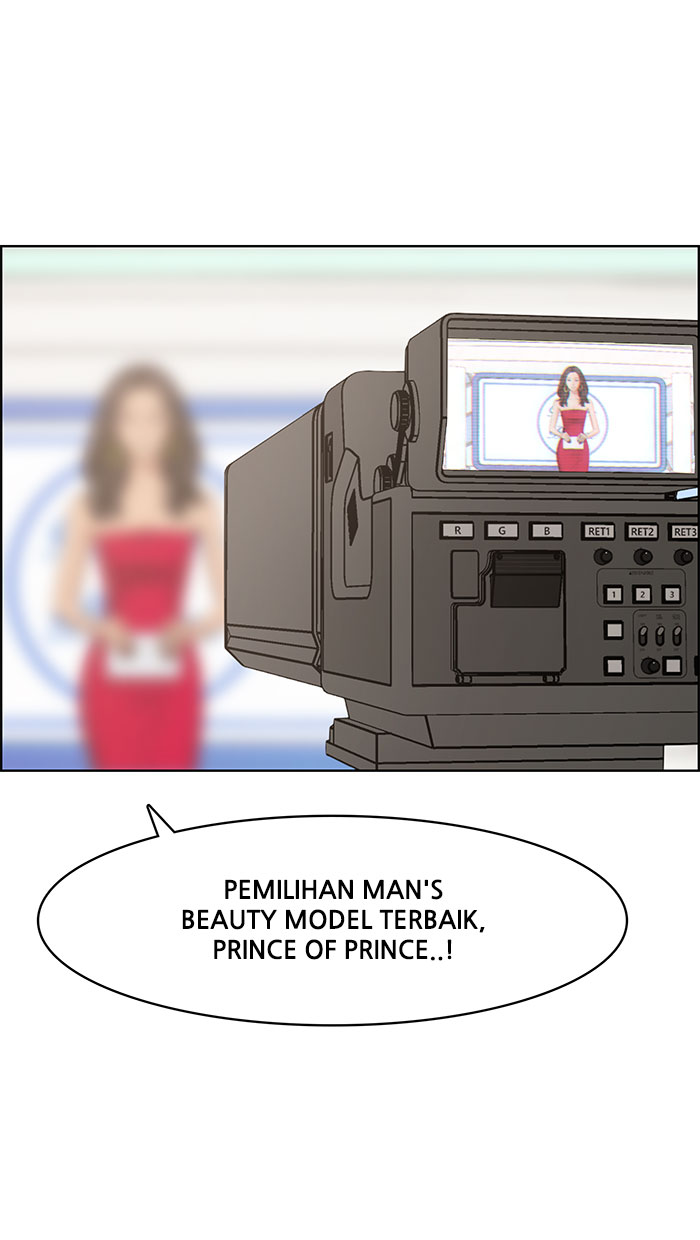 R G B RET1 RET2 RET3
1 2 3
PEMILIHAN MAN'S
BEAUTY MODEL TERBAIK,
PRINCE OF PRINCE..!